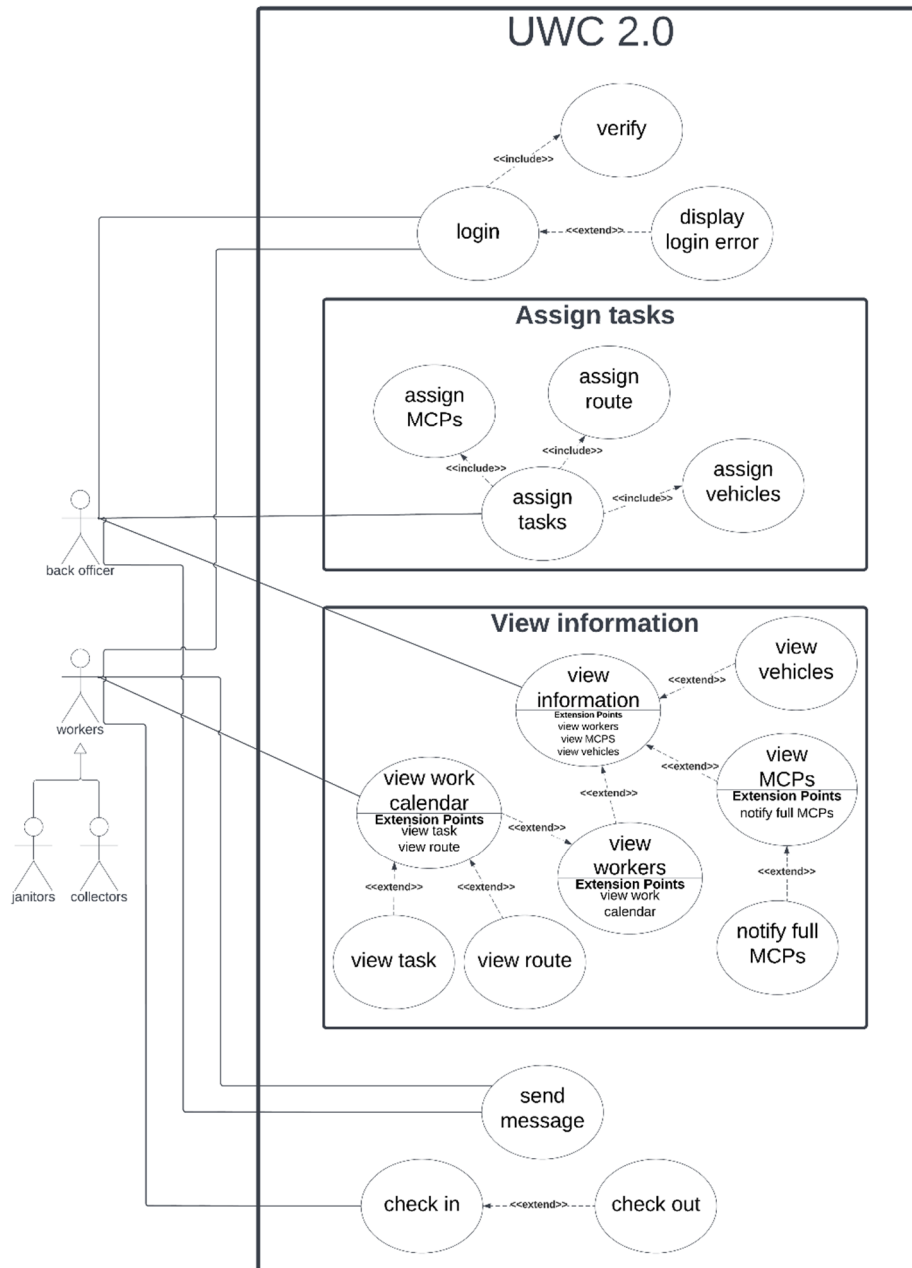 UWC 2.0
verify
<<include>>
login
<<extend>>
display
login error
Assign tasks
assign
MCPs
assign
route
<<include>>
<<include>>
assign
vehicles
<<include>>
assign
tasks
back officer
View information
view
vehicles
<<extend>>
view
information
Extension Points
view workers
view MCPS
view vehicles
workers
view
MCPs
Extension Points
notify full MCPs
<<extend>>
view work
calendar
Extension Points
view task
view route
<<extend>>
<<extend>>
view
workers
Extension Points
view work
calendar
<<extend>>
<<extend>>
<<extend>>
janitors
collectors
view task
view route
notify full
MCPs
send
message
check in
<<extend>>
check out